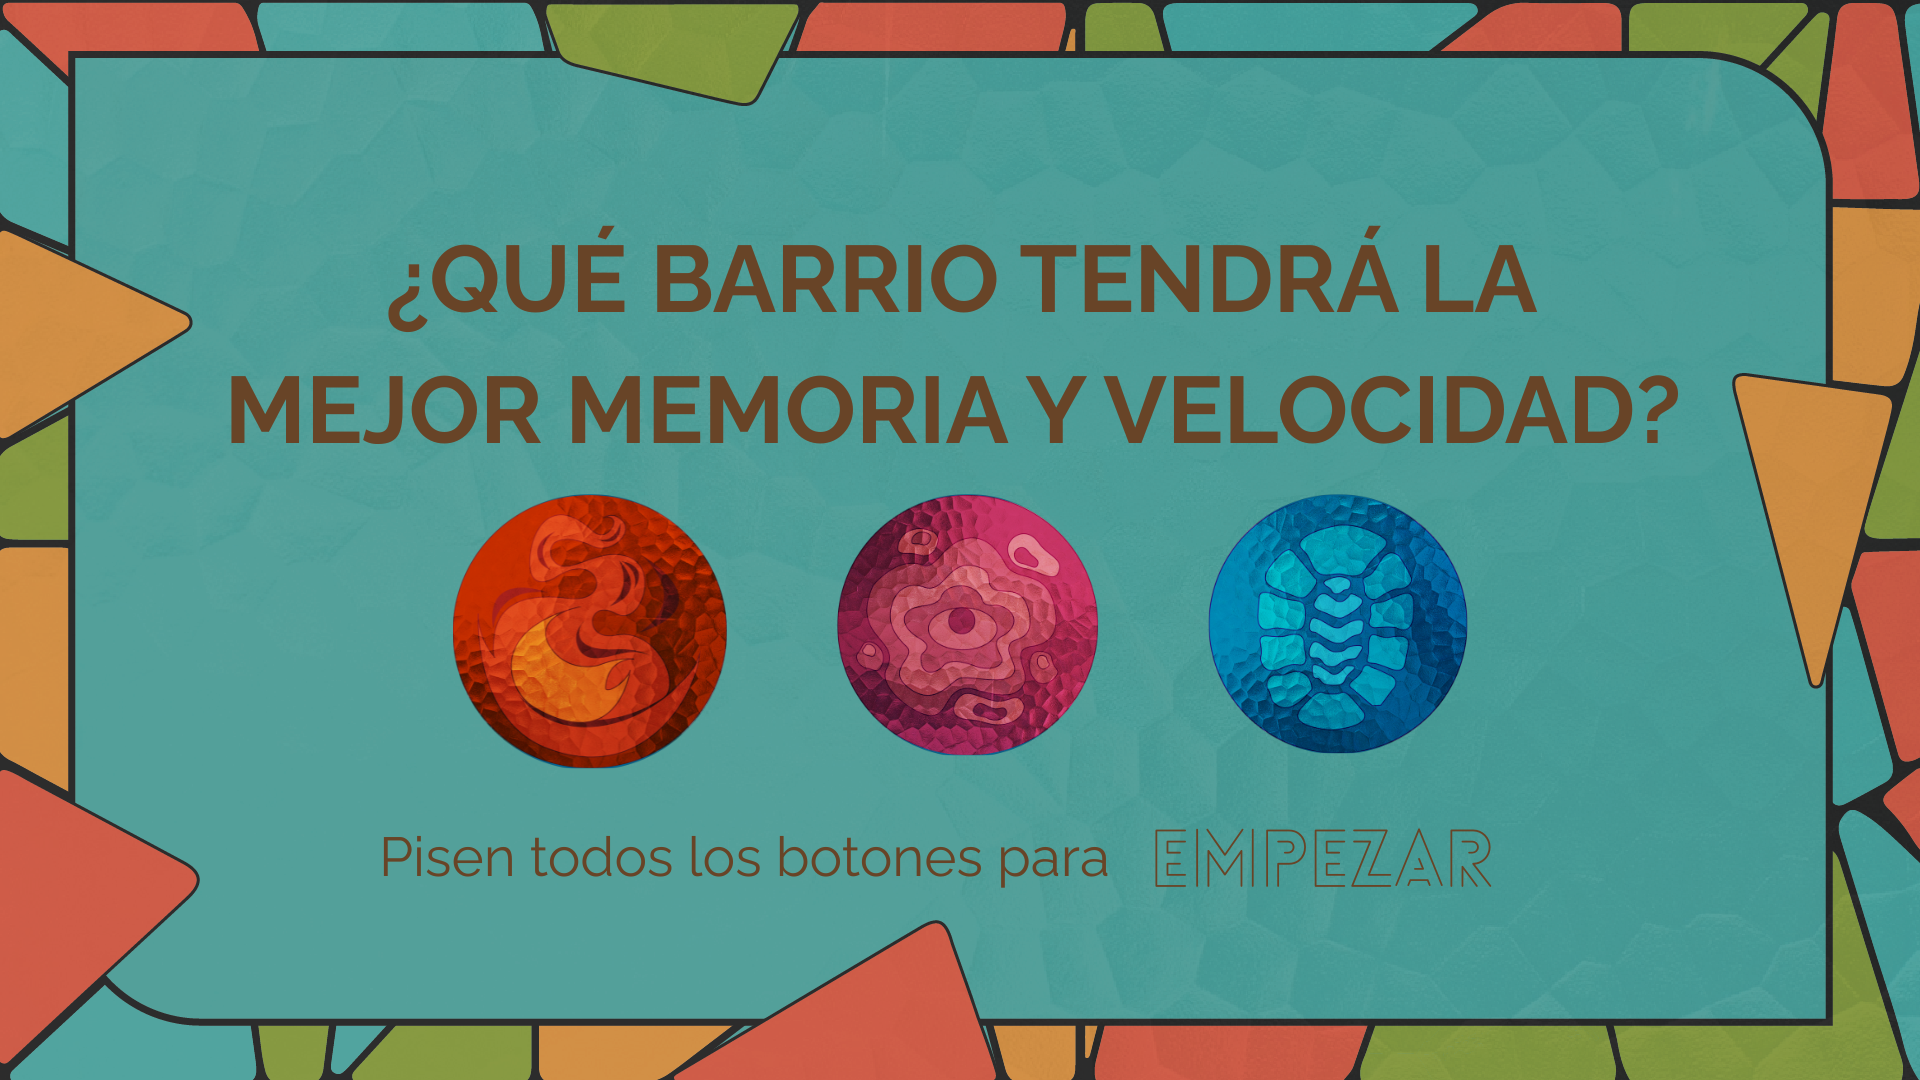 ¿QUÉ BARRIO TENDRÁ LA
MEJOR MEMORIA Y VELOCIDAD?
Pisen todos los botones para EMPEZAR